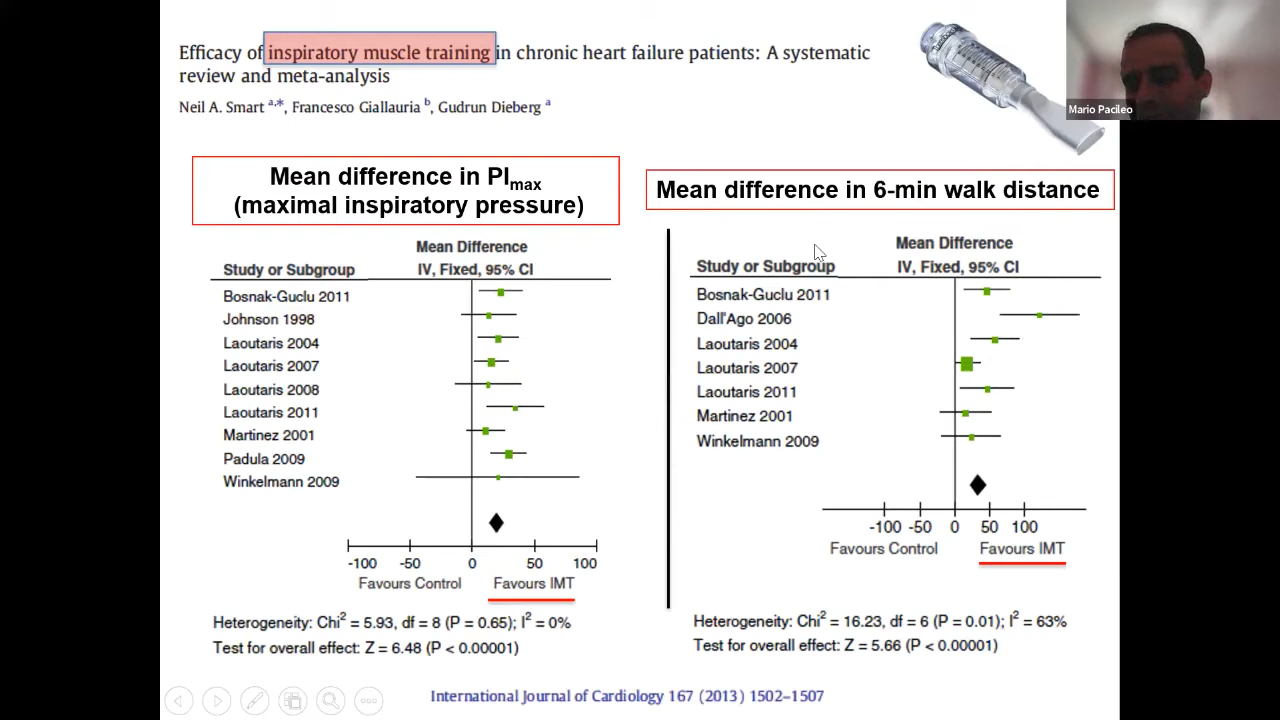 Efficacy of inspiratory muscle training in chronic heart failure patients: A systematic
review and meta-analysis
Neil A. Smart a,*, Francesco Giallauria b, Gudrun Dieberg a
Mario Pacileo
Mean difference in PImax
(maximal inspiratory pressure)
Mean Difference
Study or Subgroup IV, Fixed, 95% CI
Bosnak-Guclu 2011
Johnson 1998
Laoutaris 2004
Laoutaris 2007
Laoutaris 2008
Laoutaris 2011
Martinez 2001
Padula 2009
Winkelmann 2009
-100 -50 0 50 100
Favours Control Favours IMT
Heterogeneity: Chi2 = 5.93, df = 8 (P = 0.65); I2 = 0%
Test for overall effect: Z = 6.48 (P < 0.00001)
Mean difference in 6-min walk distance
Mean Difference
Study or Subgroup IV, Fixed, 95% CI
Bosnak-Guclu 2011
Dall'Ago 2006
Laoutaris 2004
Laoutaris 2007
Laoutaris 2011
Martinez 2001
Winkelmann 2009
-100 -50 0 50 100
Favours Control Favours IMT
Heterogeneity: Chi2 = 16.23, df = 6 (P = 0.01); I2 = 63%
Test for overall effect: Z = 5.66 (P < 0.00001)
International Journal of Cardiology 167 (2013) 1502–1507